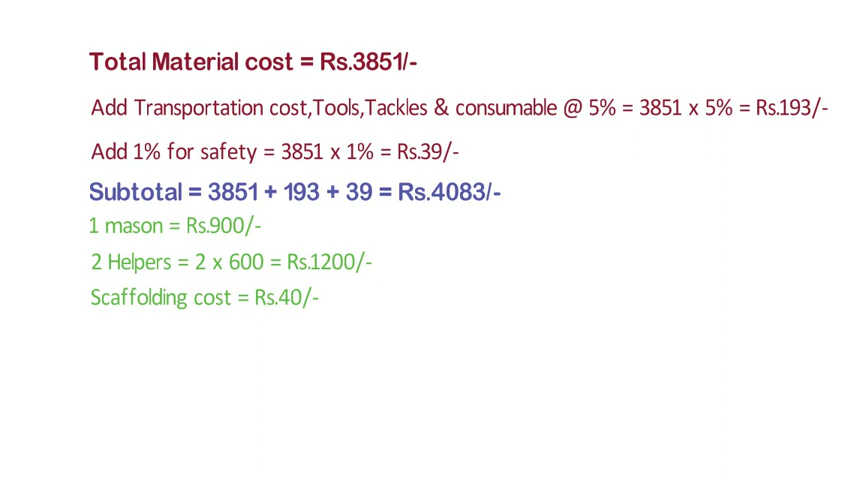 Total Material cost = Rs.3851/-
Add Transportation cost,Tools,Tackles & consumable @ 5% = 3851 x 5% = Rs.193/-
Add 1% for safety = 3851 x 1% = Rs.39/-
Subtotal = 3851 + 193 + 39 = Rs.4083/-
1 mason = Rs.900/-
2 Helpers = 2 x 600 = Rs.1200/-
Scaffolding cost = Rs.40/-